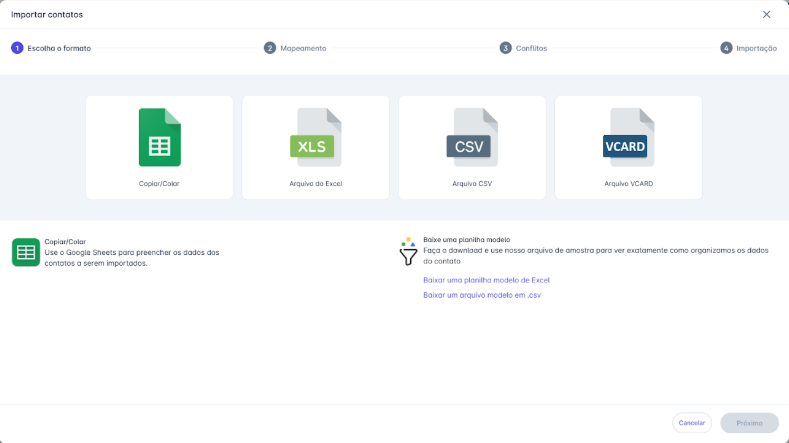 Importar contatos
1 Escolha o formato
2 Mapeamento
3 Conflitos
4 Importação
XLS
CSV
VCARD
Copiar/Colar
Arquivo do Excel
Arquivo CSV
Arquivo VCARD
Copiar/Colar
Use o Google Sheets para preencher os dados dos
contatos a serem importados.
Baixe uma planilha modelo
Faça o download e use nosso arquivo de amostra para ver exatamente como organizamos os dados
do contato
Baixar uma planilha modelo de Excel
Baixar um arquivo modelo em .csv
Cancelar
Próximo